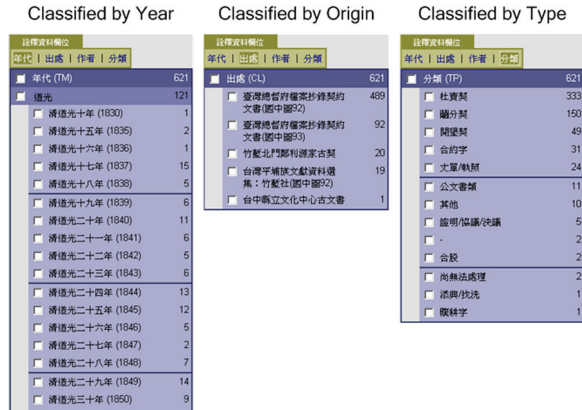 Classified by Year
註釋資料欄位
年代 | 出處 | 作者 | 分類
年代 (TM) 621
道光 121
清道光十年 (1830) 1
清道光十五年 (1835) 2
清道光十六年 (1836) 1
清道光十七年 (1837) 15
清道光十八年 (1838) 5
清道光十九年 (1839) 6
清道光二十年 (1840) 11
清道光二十一年 (1841) 6
清道光二十二年 (1842) 5
清道光二十三年 (1843) 6
清道光二十四年 (1844) 13
清道光二十五年 (1845) 12
清道光二十六年 (1846) 5
清道光二十七年 (1847) 2
清道光二十八年 (1848) 7
清道光二十九年 (1849) 14
清道光三十年 (1850) 9
Classified by Origin
註釋資料欄位
年代 | 出處 | 作者 | 分類
出處 (CL) 621
臺灣總督府檔案抄錄契約 489
文書(國中圖92)
臺灣總督府檔案抄錄契約 92
文書(國中圖93)
竹塹北門鄭利源家古契 20
台灣平埔族文獻資料選 19
集：竹塹社(國中圖92)
台中縣立文化中心古文書 1
Classified by Type
註釋資料欄位
年代 | 出處 | 作者 | 分類
分類 (TP) 621
杜賣契 333
鬮分契 150
開墾契 49
合約字 31
丈單/執照 24
公文書類 11
其他 10
證明/協議/決議 5
- 2
合股 2
尚無法處理 2
添典/找洗 1
贌耕字 1